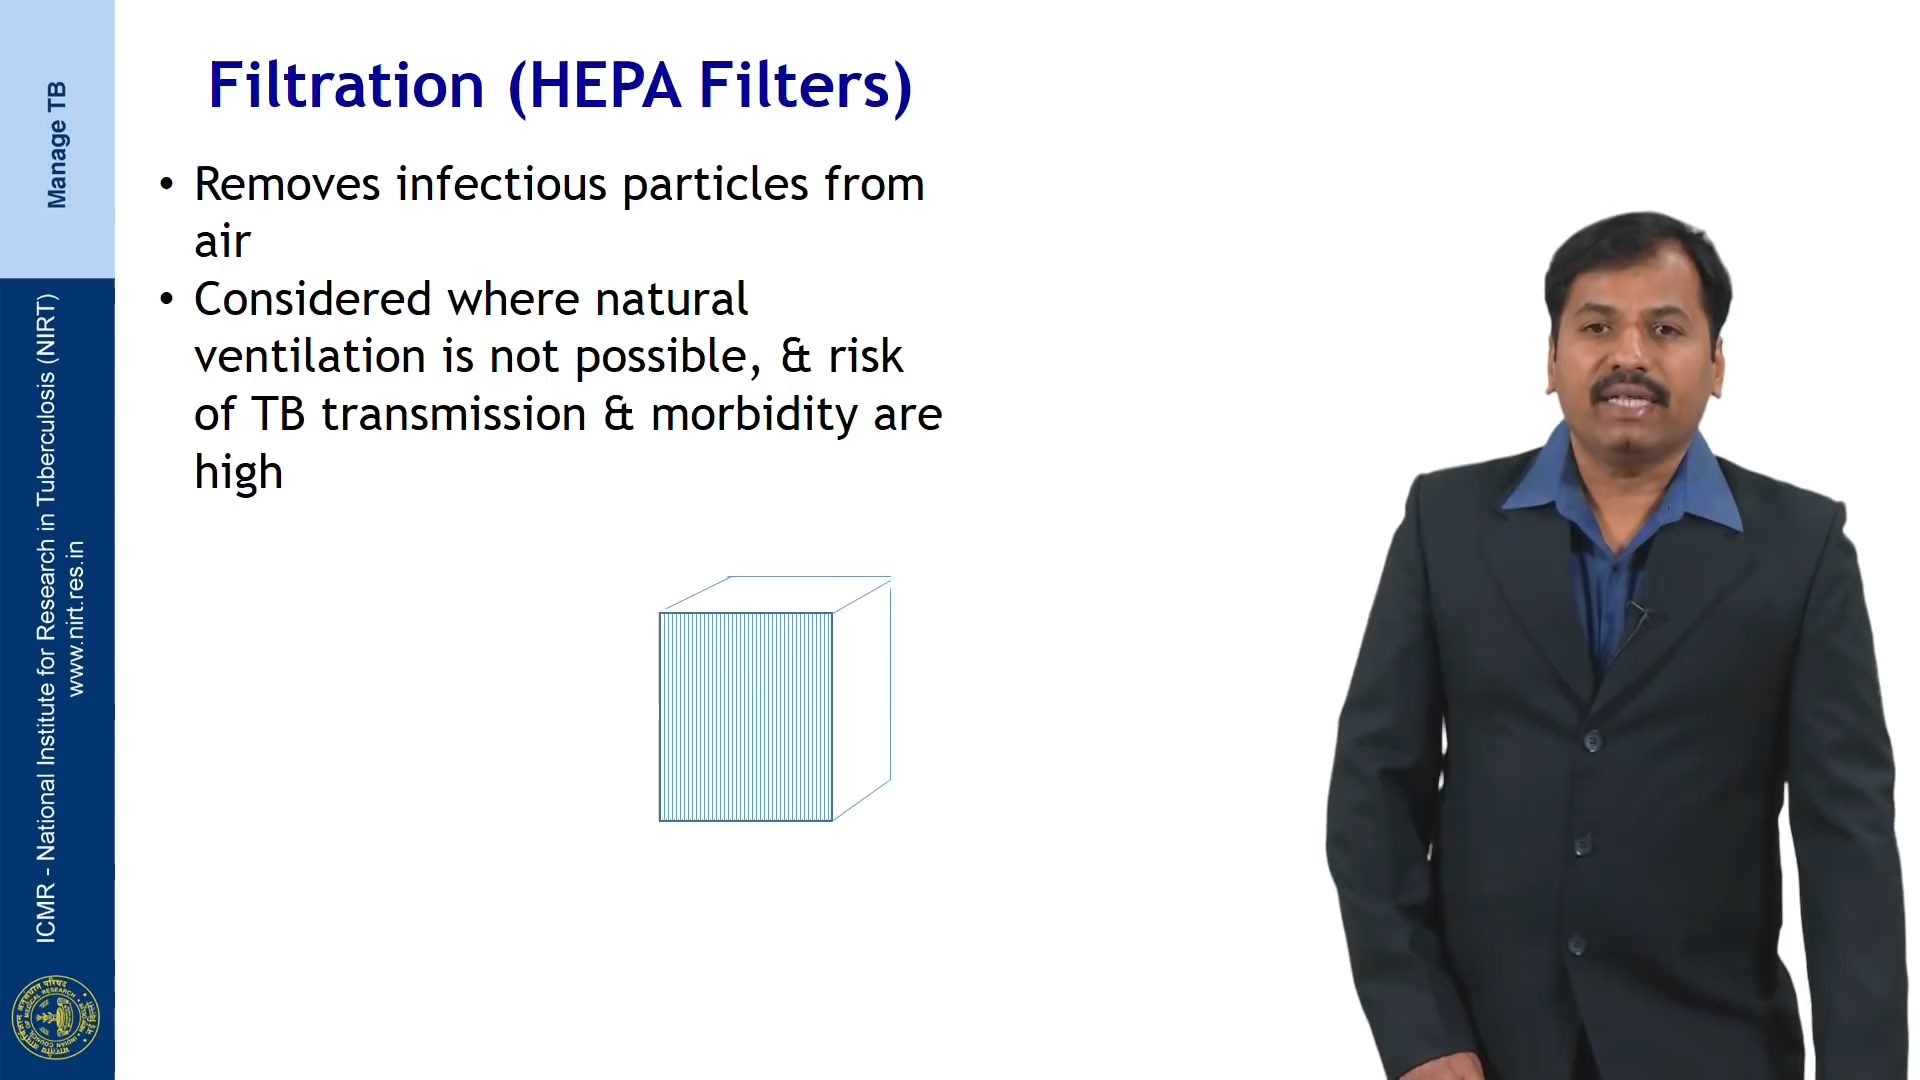 Manage TB
ICMR - National Institute for Research in Tuberculosis (NIRT)
www.nirt.res.in
Filtration (HEPA Filters)
• Removes infectious particles from
air
• Considered where natural
ventilation is not possible, & risk
of TB transmission & morbidity are
high